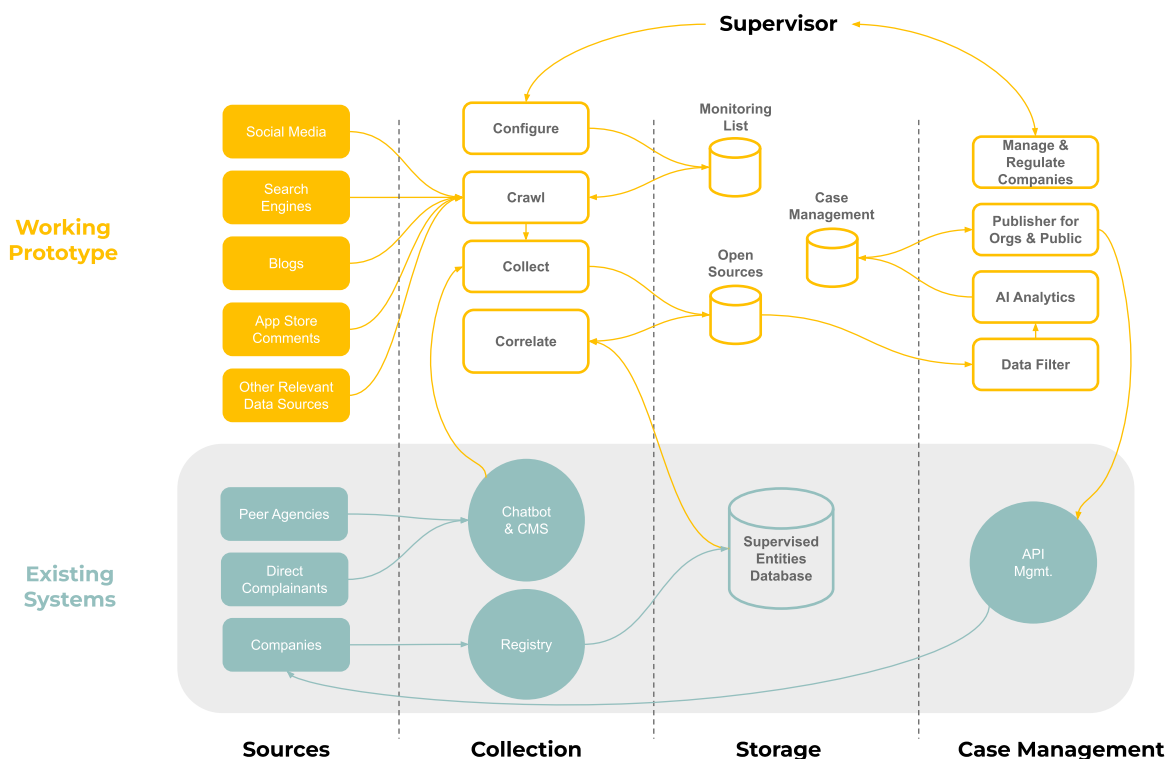 Supervisor
Working
Prototype
Social Media
Search
Engines
Blogs
App Store
Comments
Other Relevant
Data Sources
Configure
Crawl
Collect
Correlate
Monitoring
List
Case
Management
Open
Sources
Manage &
Regulate
Companies
Publisher for
Orgs & Public
AI Analytics
Data Filter
Existing
Systems
Peer Agencies
Direct
Complainants
Companies
Chatbot
& CMS
Registry
Supervised
Entities
Database
API
Mgmt.
Sources
Collection
Storage
Case Management